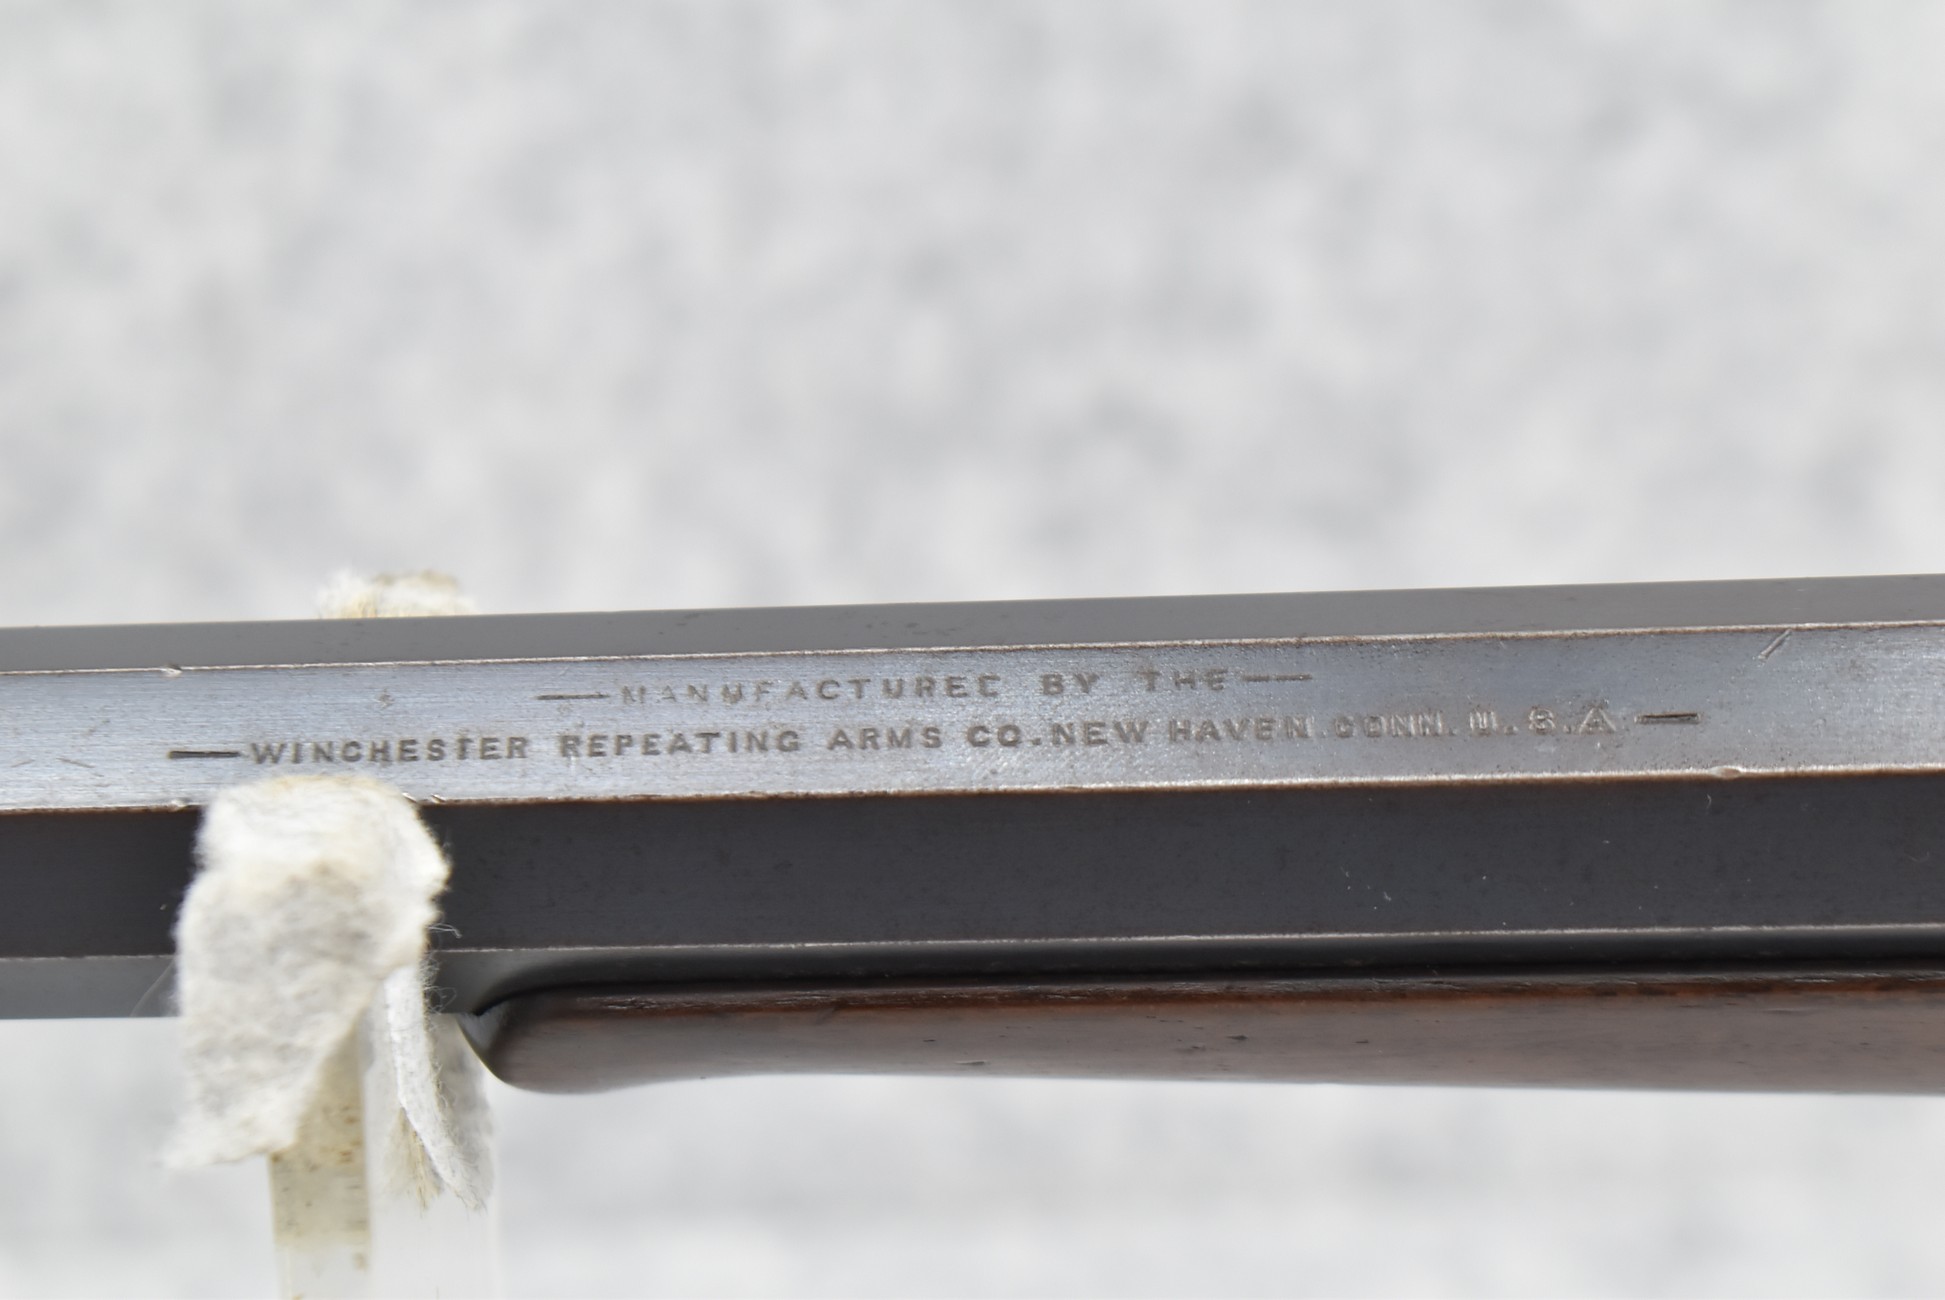 —MANUFACTURED BY THE—
—WINCHESTER REPEATING ARMS CO. NEW HAVEN. CONN. U.S.A.—